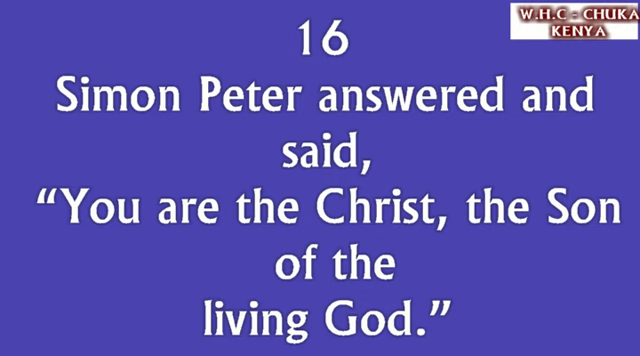 W.H.C - CHUKA
KENYA
16
Simon Peter answered and
said,
“You are the Christ, the Son
of the
living God.”